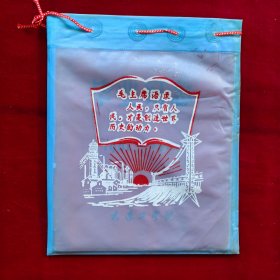 毛主席语录
人民，只有人
民，才是创造世界
历史的动力。